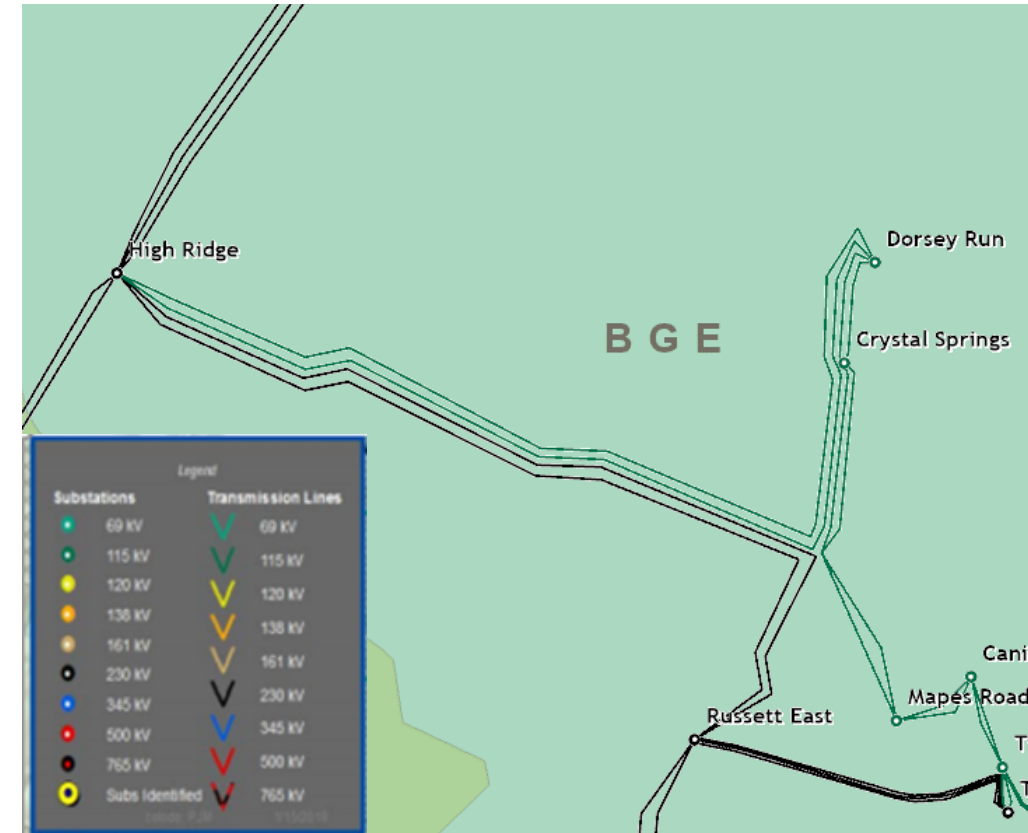 Dorsey Run
High Ridge
B G E
Crystal Springs
Legend
Substations
Transmission Lines
69 kV
69 kV
115 kV
115 kV
120 kV
120 kV
138 kV
138 kV
161 kV
161 kV
230 kV
230 kV
345 kV
345 kV
500 kV
500 kV
765 kV
765 kV
Subs Identified
Cani
Mapes Road
Russett East
T
T